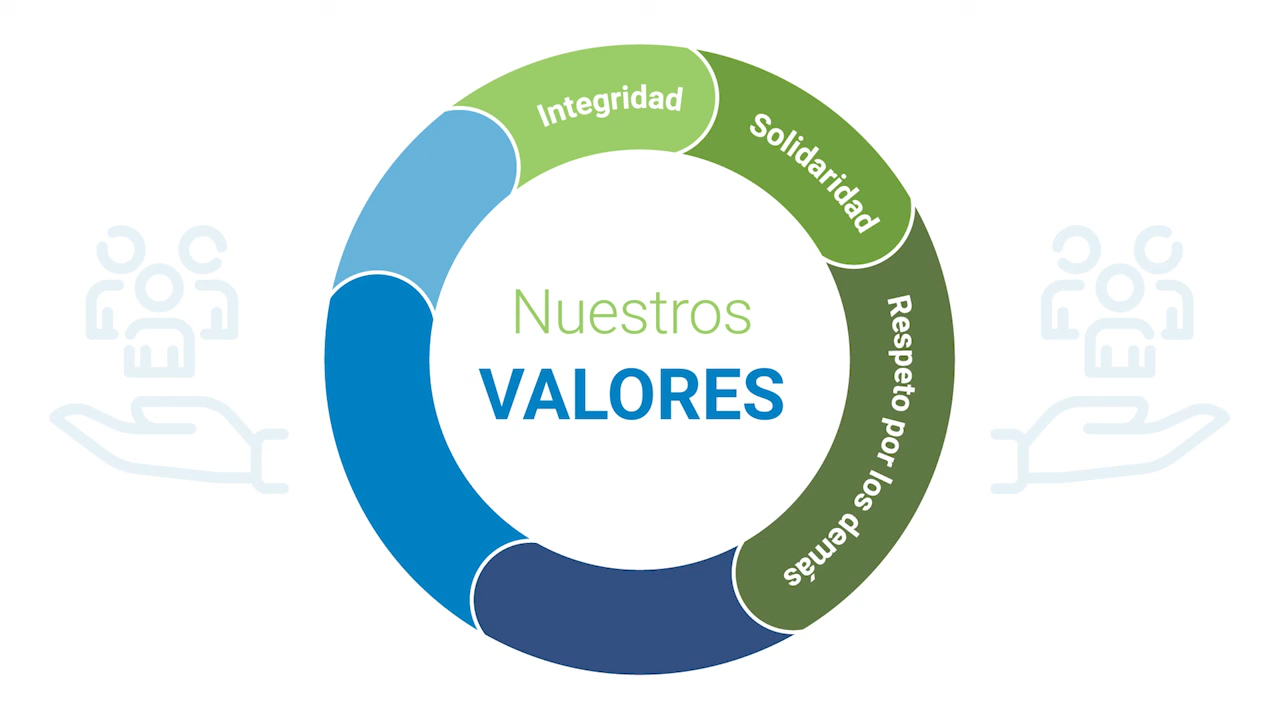 Integridad
Solidaridad
Respeto por los demás
Nuestros
VALORES